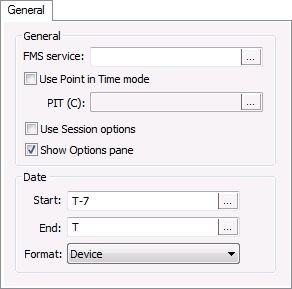 General
General
FMS service: ...
Use Point in Time mode
PIT (C): ...
Use Session options
Show Options pane
Date
Start: T-7 ...
End: T ...
Format: Device